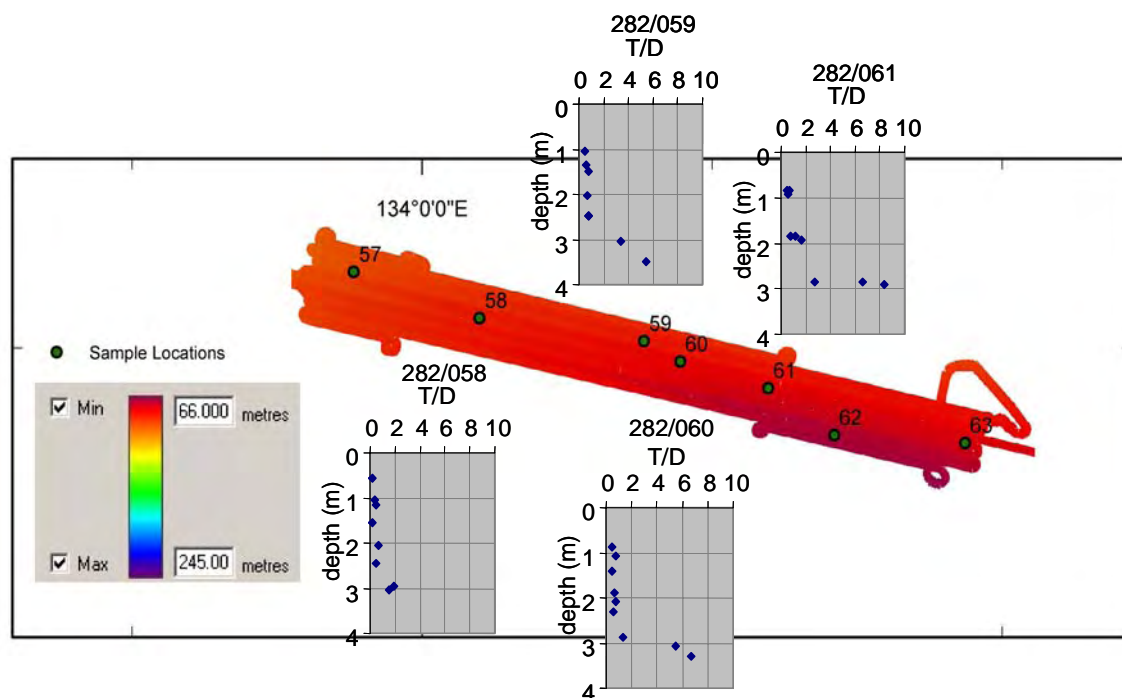 282/059
T/D
0 2 4 6 8 10
0
1
2
3
4
depth (m)
282/061
T/D
0 2 4 6 8 10
0
1
2
3
4
depth (m)
134°0'0"E
57
58
59
60
61
62
63
Sample Locations
Min
66.000 metres
Max
245.00 metres
282/058
T/D
0 2 4 6 8 10
0
1
2
3
4
depth (m)
282/060
T/D
0 2 4 6 8 10
0
1
2
3
4
depth (m)